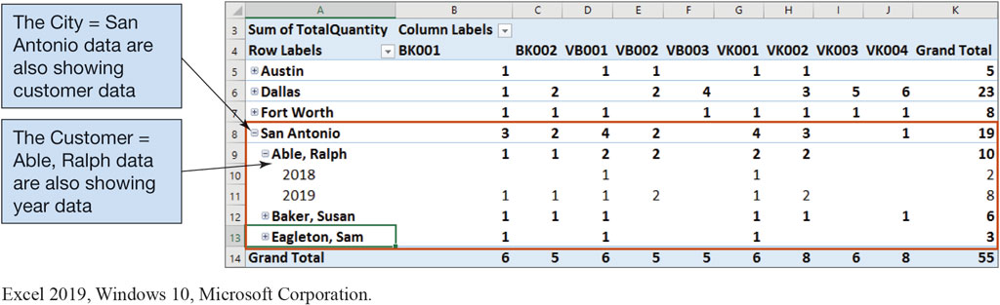 The City = San
Antonio data are
also showing
customer data
The Customer =
Able, Ralph data
are also showing
year data
A B C D E F G H I J K
3 Sum of TotalQuantity Column Labels
4 Row Labels BK001 BK002 VB001 VB002 VB003 VK001 VK002 VK003 VK004 Grand Total
5 Austin 1 1 1 1 1 5
6 Dallas 1 2 2 4 3 5 6 23
7 Fort Worth 1 1 1 1 1 1 1 1 8
8 San Antonio 3 2 4 2 4 3 1 19
9 Able, Ralph 1 1 2 2 2 2 10
10 2018 1 1 2
11 2019 1 1 1 2 1 2 8
12 Baker, Susan 1 1 1 1 1 1 6
13 Eagleton, Sam 1 1 1 3
14 Grand Total 6 5 6 5 5 6 8 6 8 55
Excel 2019, Windows 10, Microsoft Corporation.